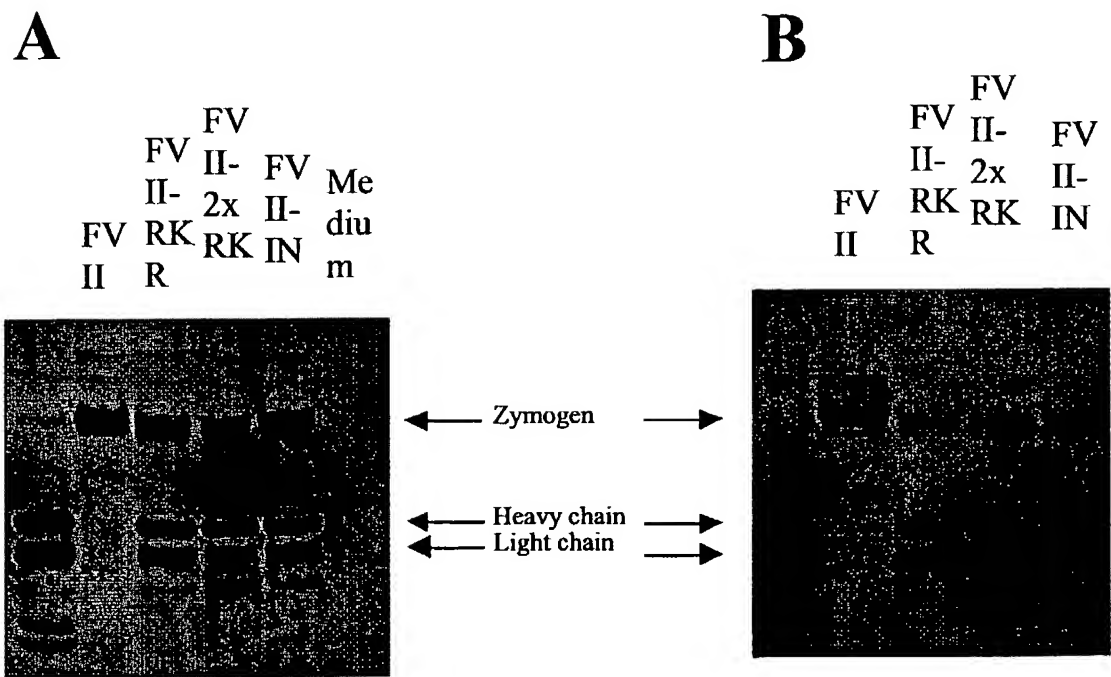 A
FV
II
FV
II-
RK
R
FV
II-
2x
RK
FV
II-
IN
Me
diu
m
B
FV
II
FV
II-
RK
R
FV
II-
2x
RK
FV
II-
IN
Zymogen
Heavy chain
Light chain